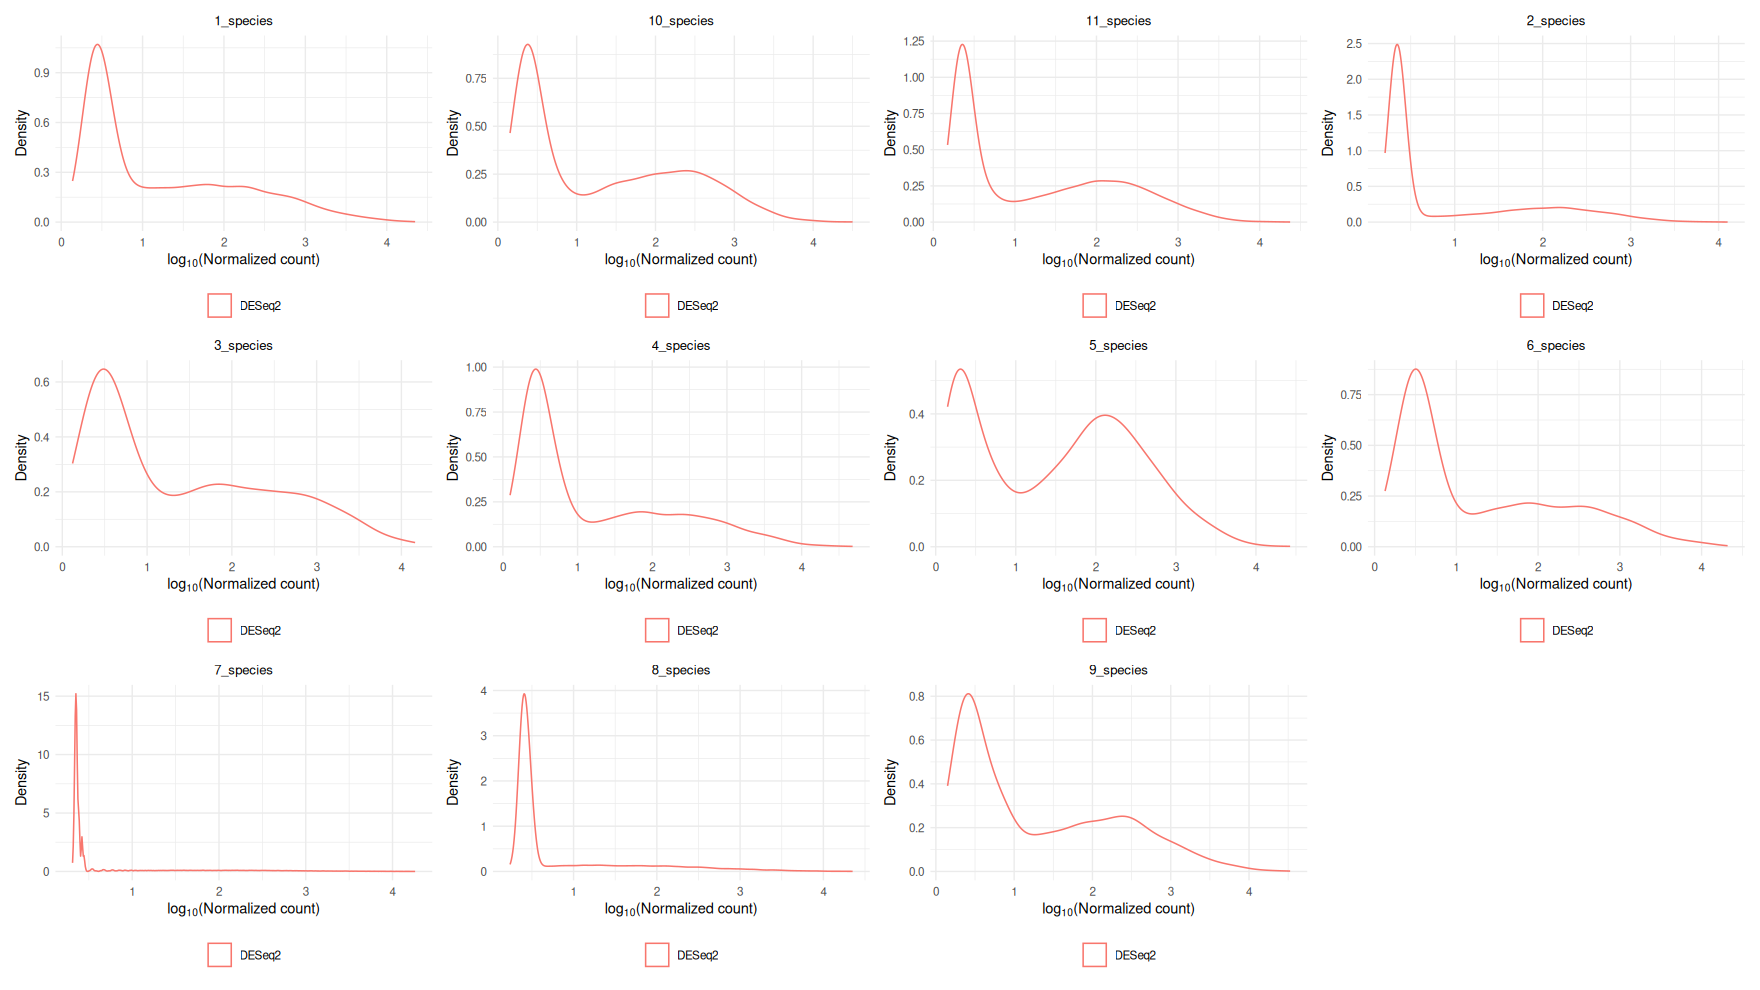 1_species
10_species
11_species
2_species
Density
0.9
0.6
0.3
0.0
0 1 2 3 4
log₁₀(Normalized count)
DESeq2
Density
0.75
0.50
0.25
0.00
0 1 2 3 4
log₁₀(Normalized count)
DESeq2
Density
1.25
1.00
0.75
0.50
0.25
0.00
0 1 2 3 4
log₁₀(Normalized count)
DESeq2
Density
2.5
2.0
1.5
1.0
0.5
0.0
1 2 3 4
log₁₀(Normalized count)
DESeq2
3_species
4_species
5_species
6_species
Density
0.6
0.4
0.2
0.0
0 1 2 3 4
log₁₀(Normalized count)
DESeq2
Density
1.00
0.75
0.50
0.25
0.00
0 1 2 3 4
log₁₀(Normalized count)
DESeq2
Density
0.4
0.2
0.0
0 1 2 3 4
log₁₀(Normalized count)
DESeq2
Density
0.75
0.50
0.25
0.00
0 1 2 3 4
log₁₀(Normalized count)
DESeq2
7_species
8_species
9_species
Density
15
10
5
0
1 2 3 4
log₁₀(Normalized count)
DESeq2
Density
4
3
2
1
0
1 2 3 4
log₁₀(Normalized count)
DESeq2
Density
0.8
0.6
0.4
0.2
0.0
0 1 2 3 4
log₁₀(Normalized count)
DESeq2